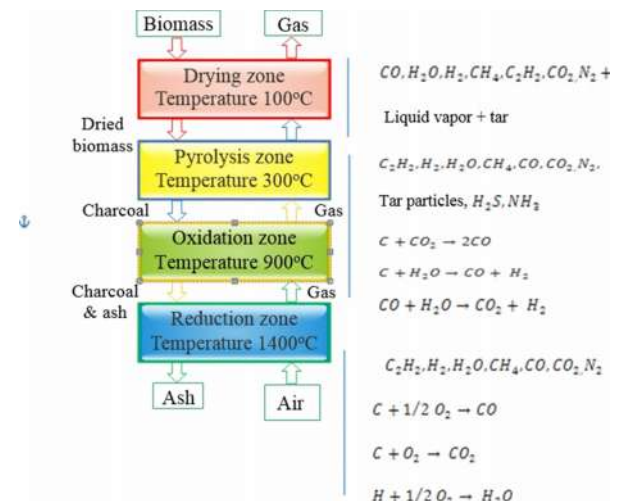 Biomass
Gas
Drying zone
Temperature 100°C
Dried
biomass
Pyrolysis zone
Temperature 300°C
Charcoal
Gas
Oxidation zone
Temperature 900°C
Charcoal
& ash
Gas
Reduction zone
Temperature 1400°C
Ash
Air
CO,H₂O,H₂,CH₄,C₂H₂,CO₂,N₂ +
Liquid vapor + tar
C₂H₂,H₂,H₂O,CH₄,CO,CO₂,N₂,
Tar particles, H₂S,NH₃
C + CO₂ → 2CO
C + H₂O → CO + H₂
CO + H₂O → CO₂ + H₂
C₂H₂,H₂,H₂O,CH₄,CO,CO₂,N₂
C + 1/2 O₂ → CO
C + O₂ → CO₂
H + 1/2 O₂ → H₂O